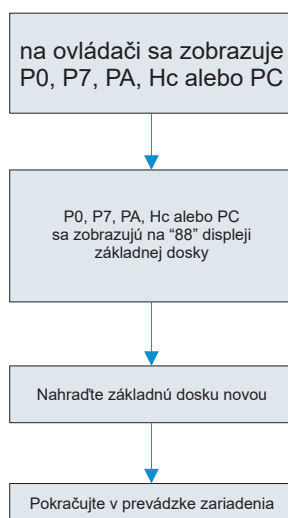 na ovládači sa zobrazuje
P0, P7, PA, Hc alebo PC
P0, P7, PA, Hc alebo PC
sa zobrazujú na “88” displeji
základnej dosky
Nahraďte základnú dosku novou
Pokračujte v prevádzke zariadenia